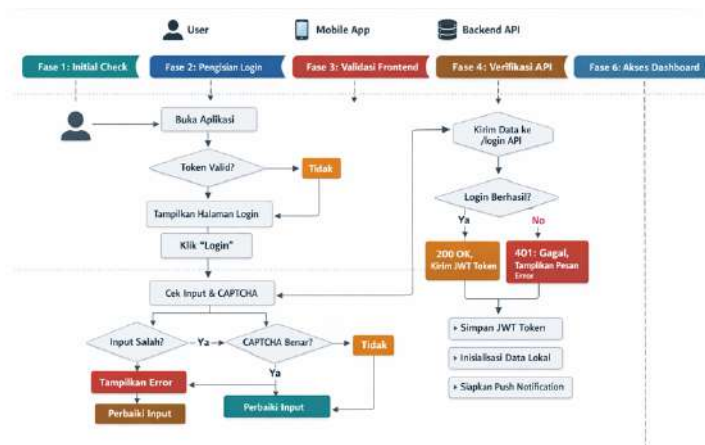 User
Mobile App
Backend API
Fase 1: Initial Check
Fase 2: Pengisian Login
Fase 3: Validasi Frontend
Fase 4: Verifikasi API
Fase 6: Akses Dashboard
Buka Aplikasi
Token Valid?
Tidak
Tampilkan Halaman Login
Klik "Login"
Cek Input & CAPTCHA
Input Salah?
Ya
CAPTCHA Benar?
Tidak
Ya
Tampilkan Error
Perbaiki Input
Perbaiki Input
Kirim Data ke
/login API
Login Berhasil?
Ya
No
200 OK,
Kirim JWT Token
401: Gagal,
Tampilkan Pesan
Error
Simpan JWT Token
Inisialisasi Data Lokal
Siapkan Push Notification